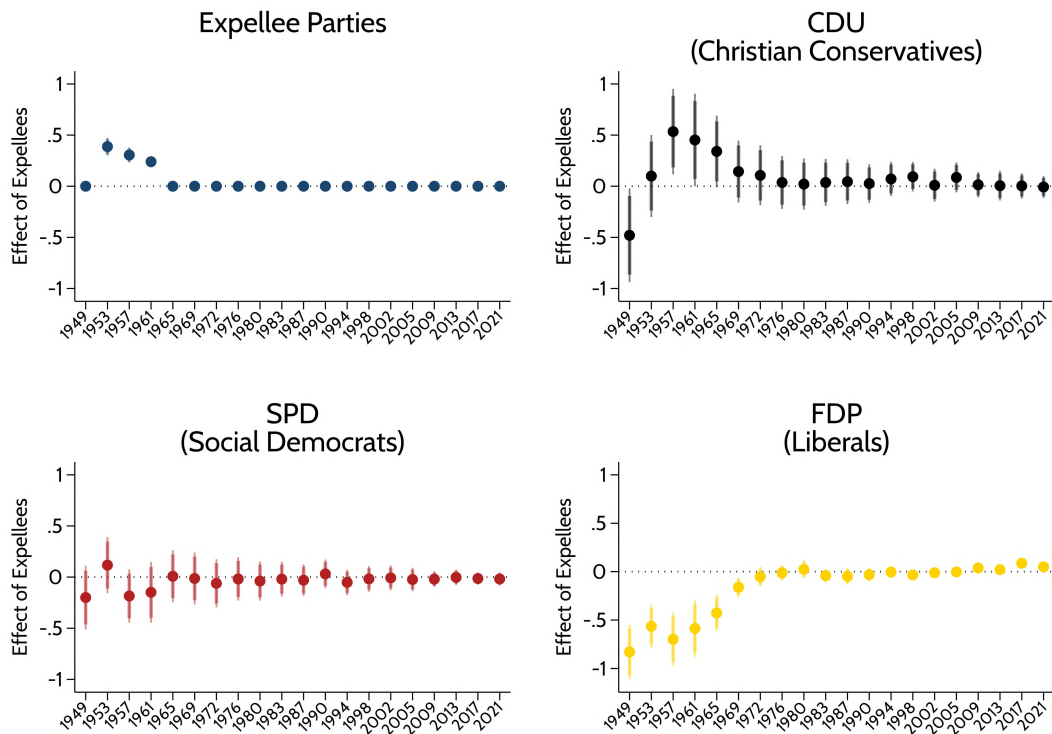 Expellee Parties
Effect of Expellees
1
.5
0
-.5
-1
1949 1953 1957 1961 1965 1969 1972 1976 1980 1983 1987 1990 1994 1998 2002 2005 2009 2013 2017 2021
CDU
(Christian Conservatives)
Effect of Expellees
1
.5
0
-.5
-1
1949 1953 1957 1961 1965 1969 1972 1976 1980 1983 1987 1990 1994 1998 2002 2005 2009 2013 2017 2021
SPD
(Social Democrats)
Effect of Expellees
1
.5
0
-.5
-1
1949 1953 1957 1961 1965 1969 1972 1976 1980 1983 1987 1990 1994 1998 2002 2005 2009 2013 2017 2021
FDP
(Liberals)
Effect of Expellees
1
.5
0
-.5
-1
1949 1953 1957 1961 1965 1969 1972 1976 1980 1983 1987 1990 1994 1998 2002 2005 2009 2013 2017 2021